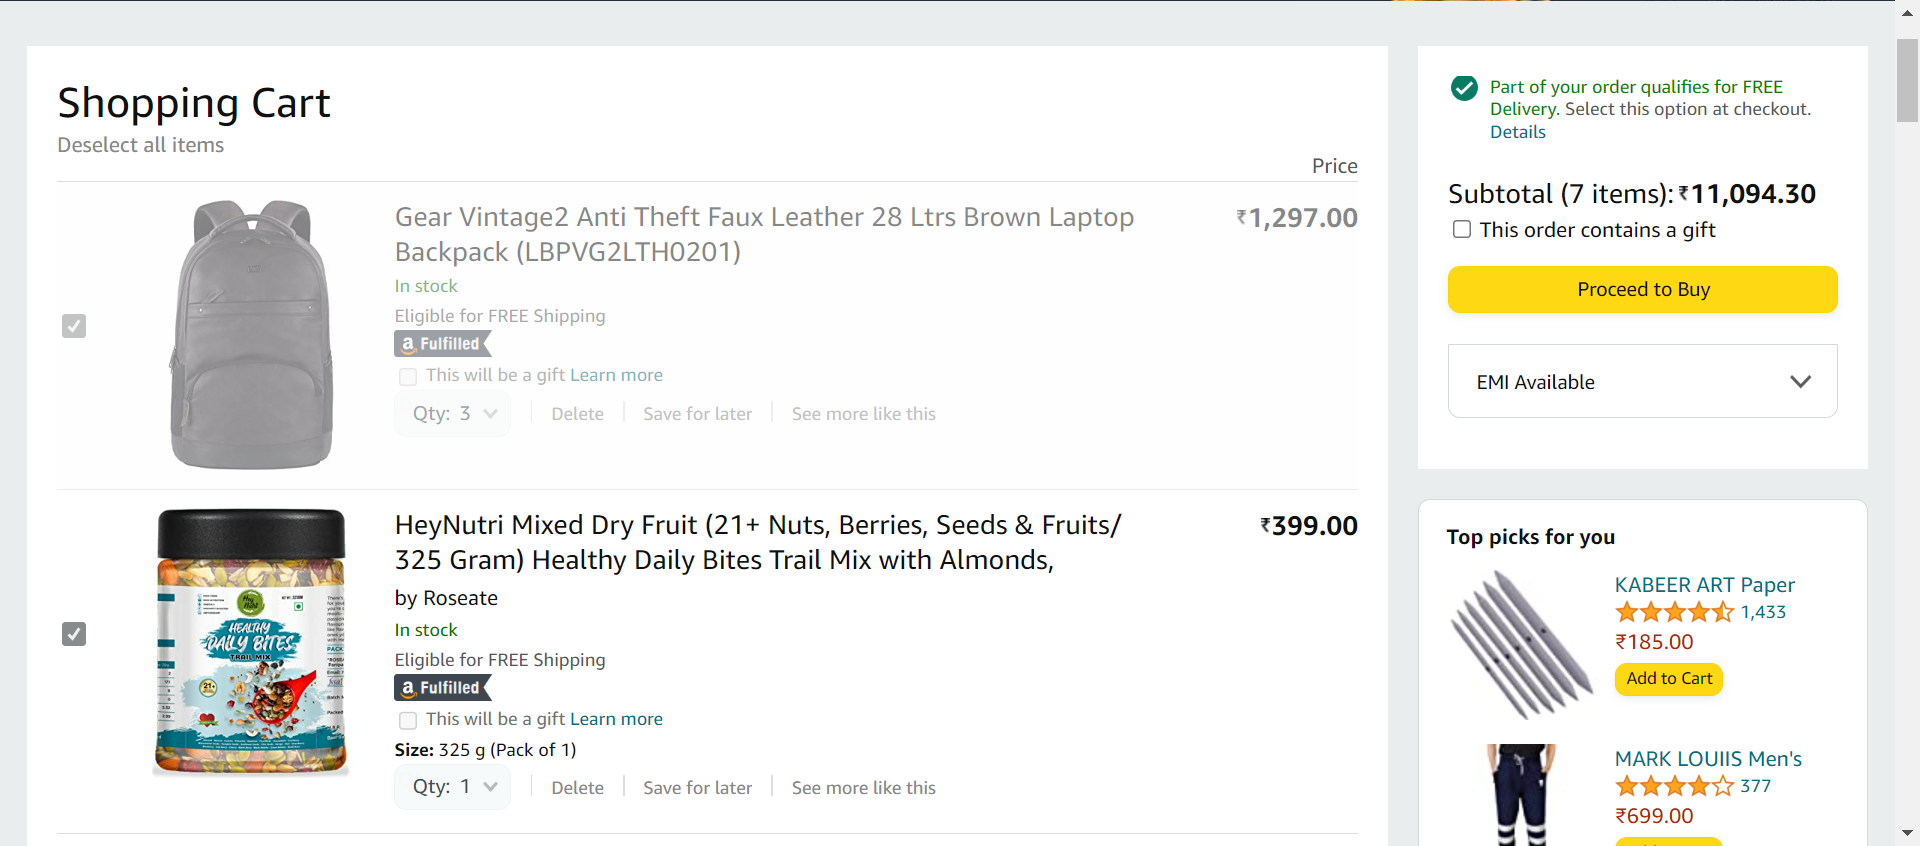 Shopping Cart
Deselect all items
Price
Gear Vintage2 Anti Theft Faux Leather 28 Ltrs Brown Laptop
Backpack (LBPVG2LTH0201)
₹1,297.00
In stock
Eligible for FREE Shipping
a Fulfilled
This will be a gift Learn more
Qty: 3
Delete
Save for later
See more like this
HeyNutri Mixed Dry Fruit (21+ Nuts, Berries, Seeds & Fruits/
325 Gram) Healthy Daily Bites Trail Mix with Almonds,
₹399.00
by Roseate
In stock
Eligible for FREE Shipping
a Fulfilled
This will be a gift Learn more
Size: 325 g (Pack of 1)
Qty: 1
Delete
Save for later
See more like this
HEALTHY
DAILY BITES
TRAIL MIX
21+
Part of your order qualifies for FREE
Delivery. Select this option at checkout.
Details
Subtotal (7 items): ₹11,094.30
This order contains a gift
Proceed to Buy
EMI Available
Top picks for you
KABEER ART Paper
1,433
₹185.00
Add to Cart
MARK LOUIIS Men's
377
₹699.00